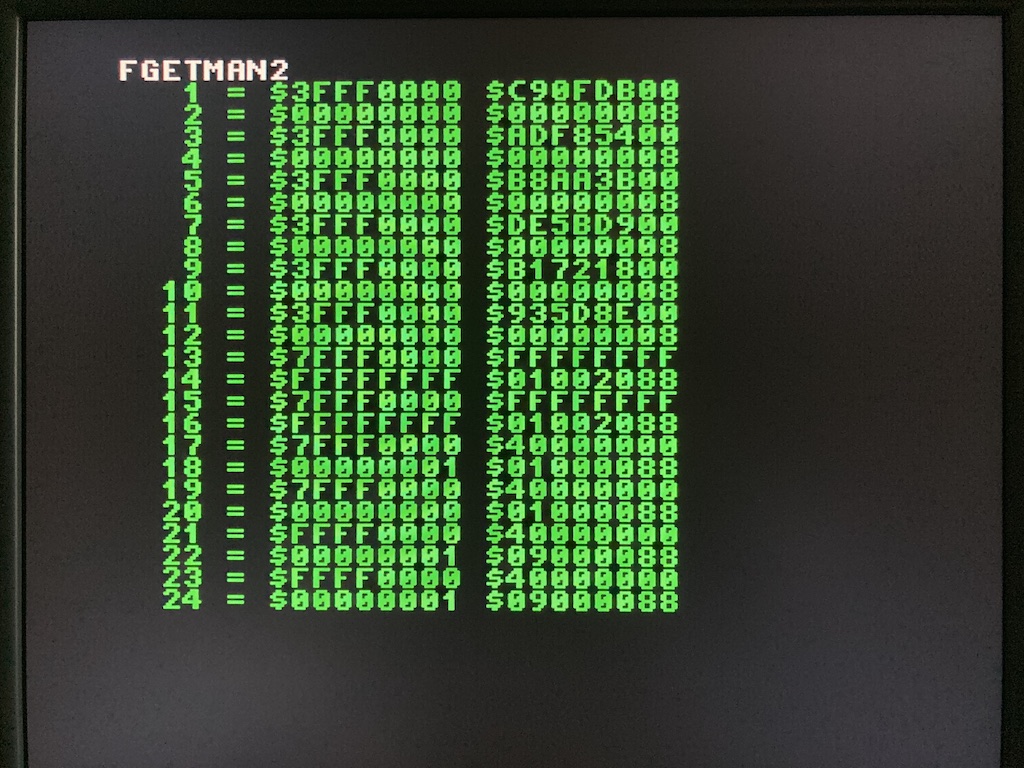 FGETMAN2
1 = $3FFF0000 $C90FDB00
2 = $00000000 $00000008
3 = $3FFF0000 $ADF85400
4 = $00000000 $00000008
5 = $3FFF0000 $B8AA3B00
6 = $00000000 $00000008
7 = $3FFF0000 $DE5BD900
8 = $00000000 $00000008
9 = $3FFF0000 $B1721800
10 = $00000000 $00000008
11 = $3FFF0000 $935D8E00
12 = $00000000 $00000008
13 = $7FFF0000 $FFFFFFFF
14 = $FFFFFFFF $01002088
15 = $7FFF0000 $FFFFFFFF
16 = $FFFFFFFF $01002088
17 = $7FFF0000 $40000000
18 = $00000001 $01000088
19 = $7FFF0000 $40000000
20 = $00000001 $01000088
21 = $FFFF0000 $40000000
22 = $00000001 $09000088
23 = $FFFF0000 $40000000
24 = $00000001 $09000088